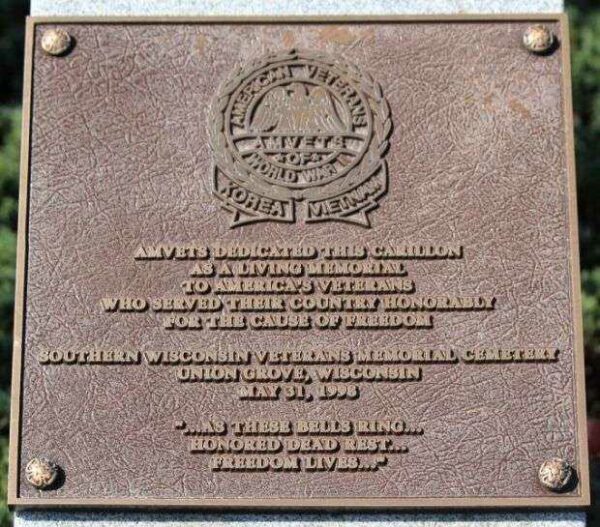 AMERICAN VETERANS
AMVETS
OF
WORLD WAR II
KOREA VIETNAM
AMVETS DEDICATED THIS CARILLON
AS A LIVING MEMORIAL
TO AMERICA'S VETERANS
WHO SERVED THEIR COUNTRY HONORABLY
FOR THE CAUSE OF FREEDOM
SOUTHERN WISCONSIN VETERANS MEMORIAL CEMETERY
UNION GROVE, WISCONSIN
MAY 31, 1998
"...AS THESE BELLS RING...
HONORED DEAD REST...
FREEDOM LIVES..."